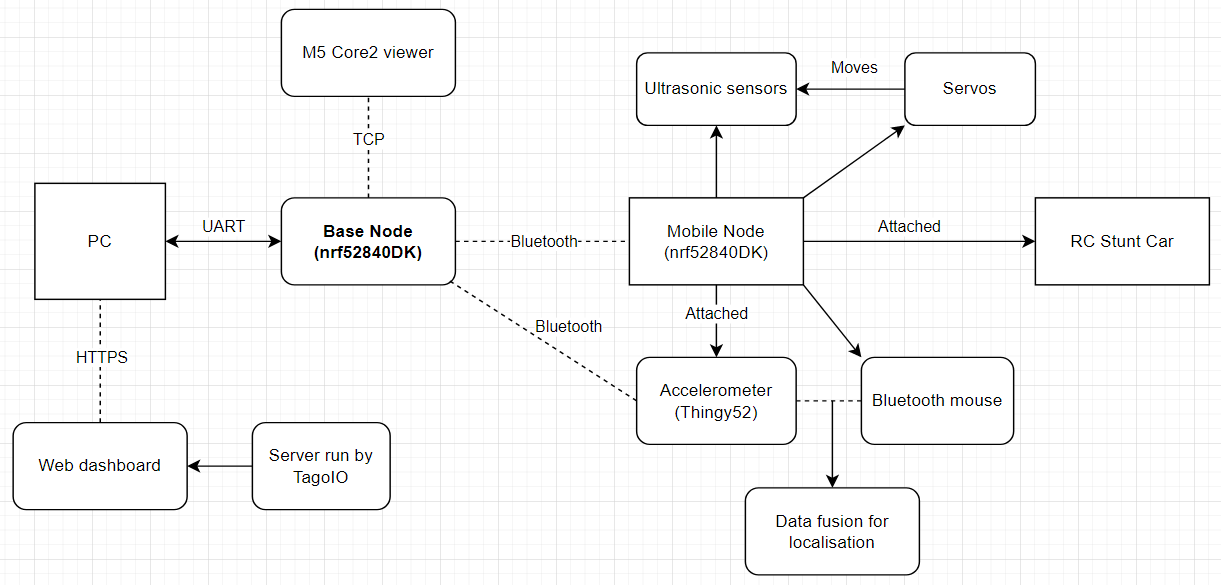 M5 Core2 viewer
TCP
Ultrasonic sensors
Moves
Servos
PC
UART
Base Node
(nrf52840DK)
Bluetooth
Mobile Node
(nrf52840DK)
Attached
RC Stunt Car
Bluetooth
Attached
HTTPS
Accelerometer
(Thingy52)
Bluetooth mouse
Web dashboard
Server run by
TagoIO
Data fusion for
localisation